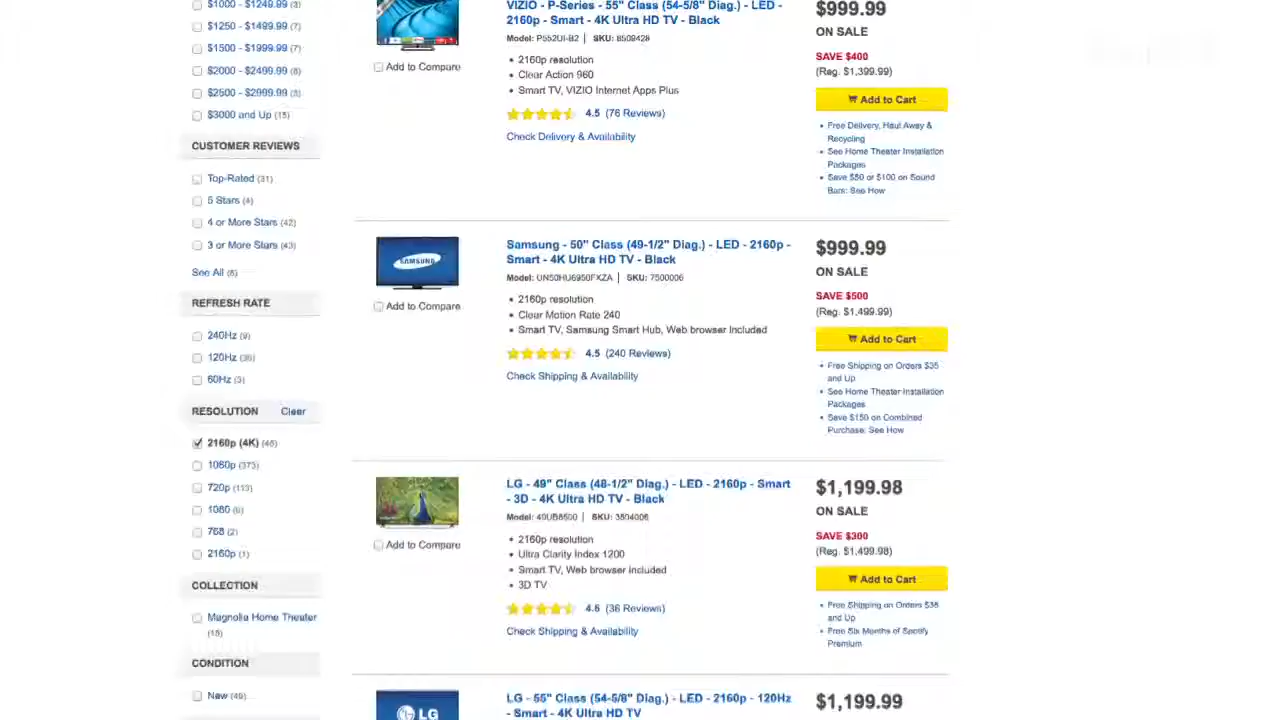 $1000 - $1249.99 (3)
$1250 - $1499.99 (7)
$1500 - $1999.99 (7)
$2000 - $2499.99 (8)
$2500 - $2999.99
$3000 and Up (15)
CUSTOMER REVIEWS
Top-Rated (31)
5 Stars (4)
4 or More Stars (42)
3 or More Stars (43)
See All (6)
REFRESH RATE
240Hz (9)
120Hz
60Hz (3)
RESOLUTION Clear
2160p (4K)
1080p (373)
720p (113)
1080
768 (2)
2160p (1)
COLLECTION
Magnolia Home Theater
(15)
CONDITION
New
VIZIO - P-Series - 55" Class (54-5/8" Diag.) - LED -
2160p - Smart - 4K Ultra HD TV - Black
Model: P552UI-B2 | SKU: 8509428
2160p resolution
Clear Action 960
Smart TV, VIZIO Internet Apps Plus
4.5 (76 Reviews)
Check Delivery & Availability
Add to Compare
$999.99
ON SALE
SAVE $400
(Reg. $1,399.99)
Add to Cart
Free Delivery, Haul Away &
Recycling
See Home Theater Installation
Packages
Save $50 or $100 on Sound
Bars: See How
Samsung - 50" Class (49-1/2" Diag.) - LED - 2160p -
Smart - 4K Ultra HD TV - Black
Model: UN50HU6950FXZA | SKU: 7500006
2160p resolution
Clear Motion Rate 240
Smart TV, Samsung Smart Hub, Web browser included
4.5 (240 Reviews)
Check Shipping & Availability
SAMSUNG
Add to Compare
$999.99
ON SALE
SAVE $500
(Reg. $1,499.99)
Add to Cart
Free Shipping on Orders $35
and Up
See Home Theater Installation
Packages
Save $150 on Combined
Purchase: See How
LG - 49" Class (48-1/2" Diag.) - LED - 2160p - Smart
- 3D - 4K Ultra HD TV - Black
Model: SKU:
2160p resolution
Ultra Clarity Index 1200
Smart TV, Web browser included
3D TV
4.6 (36 Reviews)
Check Shipping & Availability
Add to Compare
$1,199.98
ON SALE
SAVE $300
(Reg. $1,499.98)
Add to Cart
Free Shipping on Orders $35
and Up
Free Six Months of Spotify
Premium
LG - 55" Class (54-5/8" Diag.) - LED - 2160p - 120Hz
- Smart - 4K Ultra HD TV
LG
$1,199.99